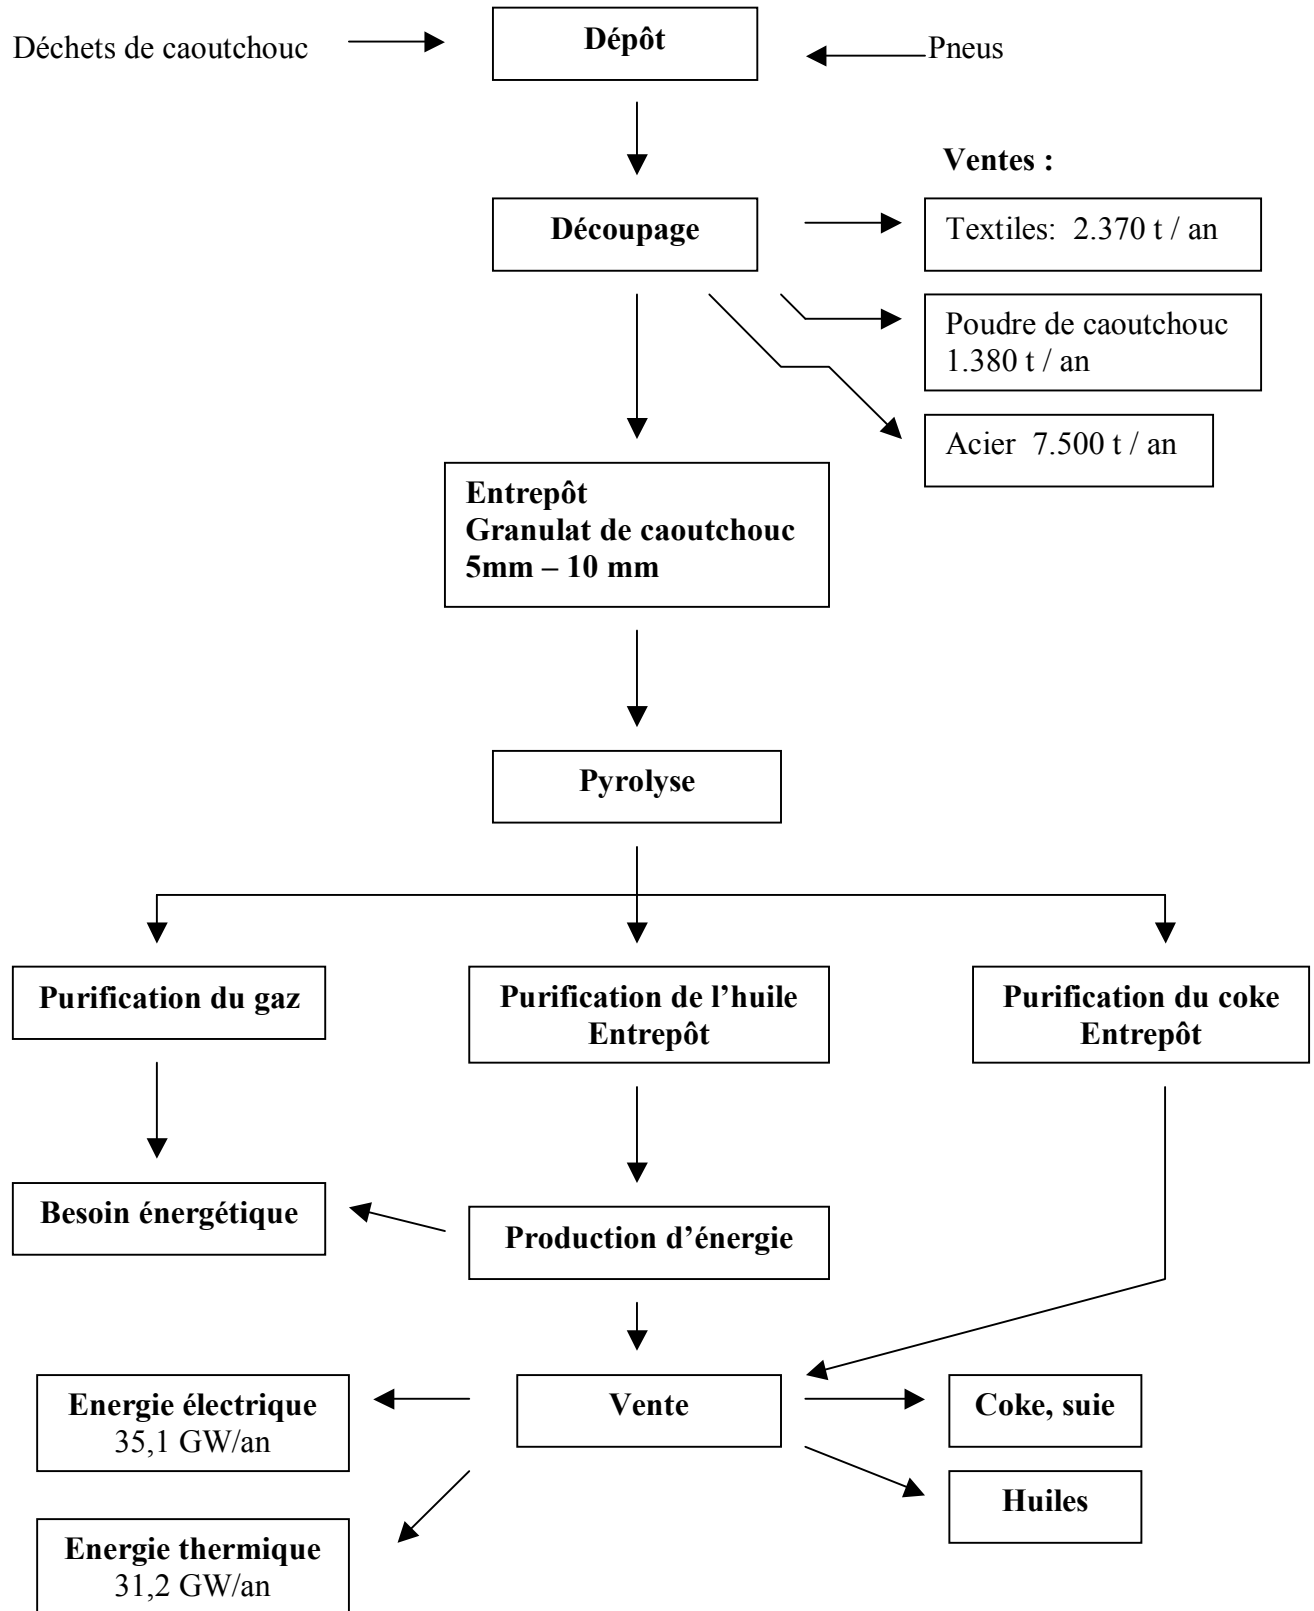 Déchets de caoutchouc
Dépôt
Pneus
Ventes :
Découpage
Textiles: 2.370 t / an
Poudre de caoutchouc
1.380 t / an
Acier 7.500 t / an
Entrepôt
Granulat de caoutchouc
5mm – 10 mm
Pyrolyse
Purification du gaz
Purification de l’huile
Entrepôt
Purification du coke
Entrepôt
Besoin énergétique
Production d’énergie
Energie électrique
35,1 GW/an
Vente
Coke, suie
Huiles
Energie thermique
31,2 GW/an